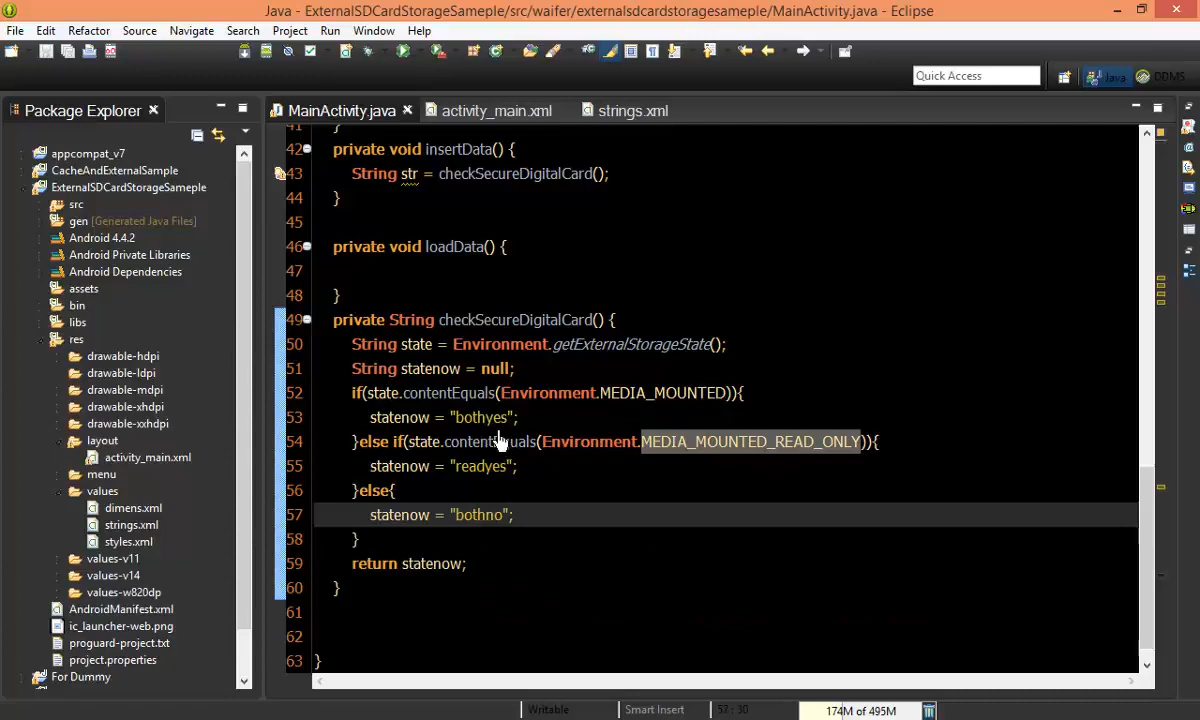 Java - ExternalSDCardStorageSameple/src/waifer/externalsdcardstoragesameple/MainActivity.java - Eclipse
File Edit Refactor Source Navigate Search Project Run Window Help
Quick Access Java DDMS
Package Explorer
MainActivity.java activity_main.xml strings.xml
appcompat_v7
CacheAndExternalSample
ExternalSDCardStorageSameple
src
gen [Generated Java Files]
Android 4.4.2
Android Private Libraries
Android Dependencies
assets
bin
libs
res
drawable-hdpi
drawable-ldpi
drawable-mdpi
drawable-xhdpi
drawable-xxhdpi
layout
activity_main.xml
menu
values
dimens.xml
strings.xml
styles.xml
values-v11
values-v14
values-w820dp
AndroidManifest.xml
ic_launcher-web.png
proguard-project.txt
project.properties
For Dummy
41 }
42 private void insertData() {
43 String str = checkSecureDigitalCard();
44 }
45
46 private void loadData() {
47
48 }
49 private String checkSecureDigitalCard() {
50 String state = Environment.getExternalStorageState();
51 String statenow = null;
52 if(state.contentEquals(Environment.MEDIA_MOUNTED)){
53 statenow = "bothyes";
54 }else if(state.contentEquals(Environment.MEDIA_MOUNTED_READ_ONLY)){
55 statenow = "readyes";
56 }else{
57 statenow = "bothno";
58 }
59 return statenow;
60 }
61
62
63 }
Writable Smart Insert 57 : 30 174M of 495M